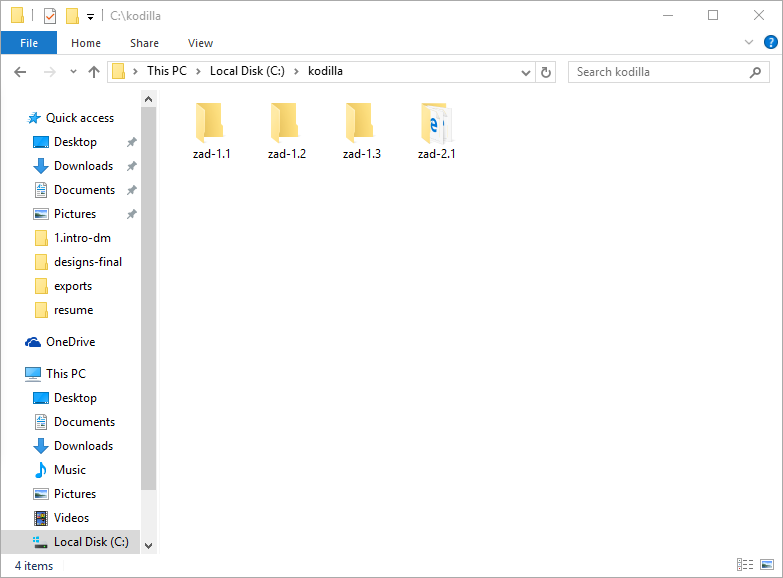 C:\kodilla
File Home Share View
This PC Local Disk (C:) kodilla
Search kodilla
Quick access
Desktop
Downloads
Documents
Pictures
1.intro-dm
designs-final
exports
resume
OneDrive
This PC
Desktop
Documents
Downloads
Music
Pictures
Videos
Local Disk (C:)
zad-1.1 zad-1.2 zad-1.3 zad-2.1
4 items